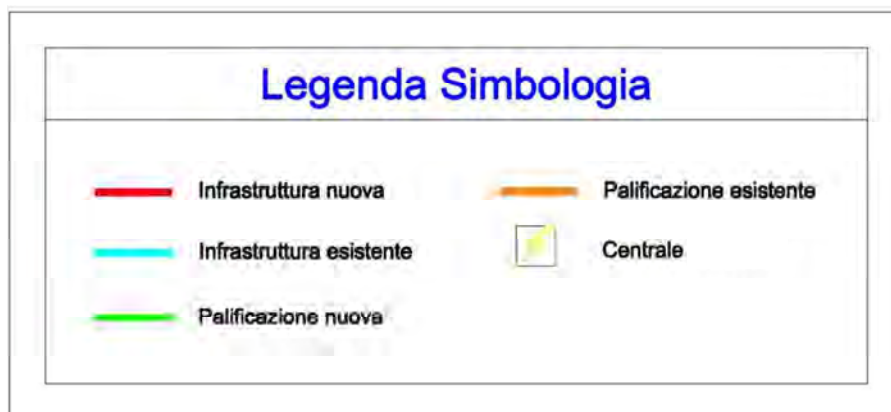 Legenda Simbologia
Infrastruttura nuova
Palificazione esistente
Infrastruttura esistente
Centrale
Palificazione nuova